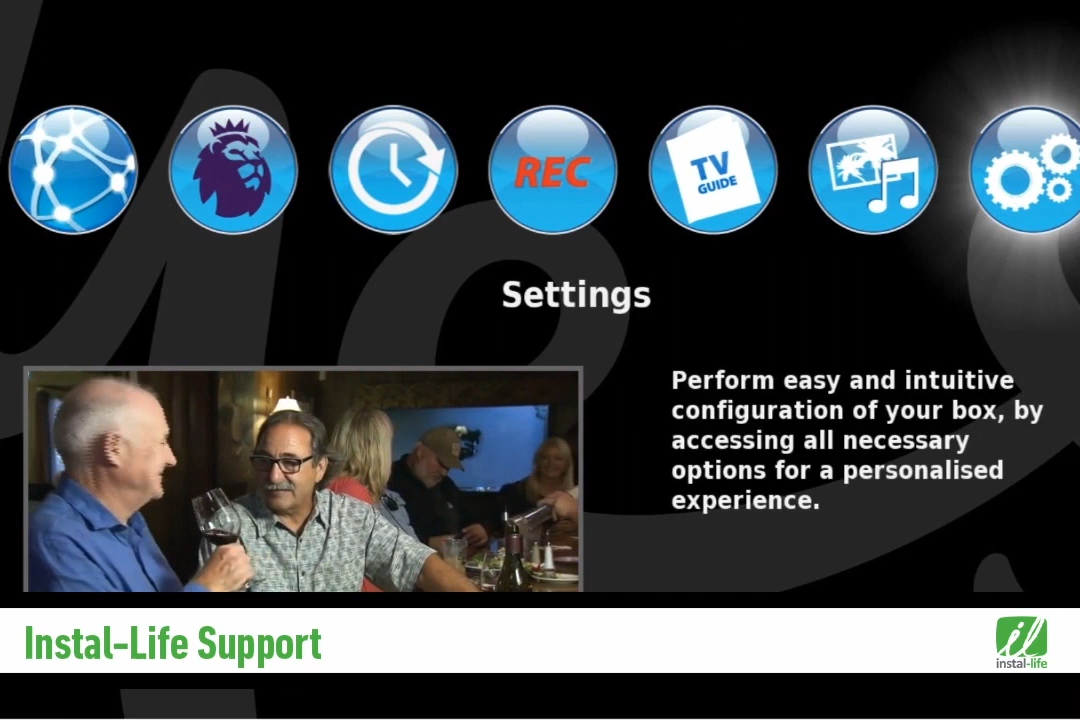 REC
TV
GUIDE
Settings
Perform easy and intuitive
configuration of your box, by
accessing all necessary
options for a personalised
experience.
Instal-Life Support
il
instal-life